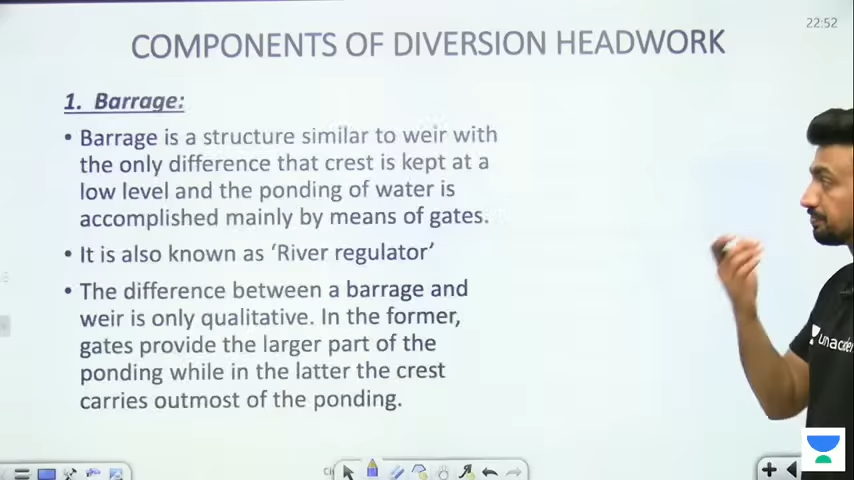 22:52
COMPONENTS OF DIVERSION HEADWORK
1. Barrage:
• Barrage is a structure similar to weir with
the only difference that crest is kept at a
low level and the ponding of water is
accomplished mainly by means of gates.
• It is also known as ‘River regulator’
• The difference between a barrage and
weir is only qualitative. In the former,
gates provide the larger part of the
ponding while in the latter the crest
carries outmost of the ponding.